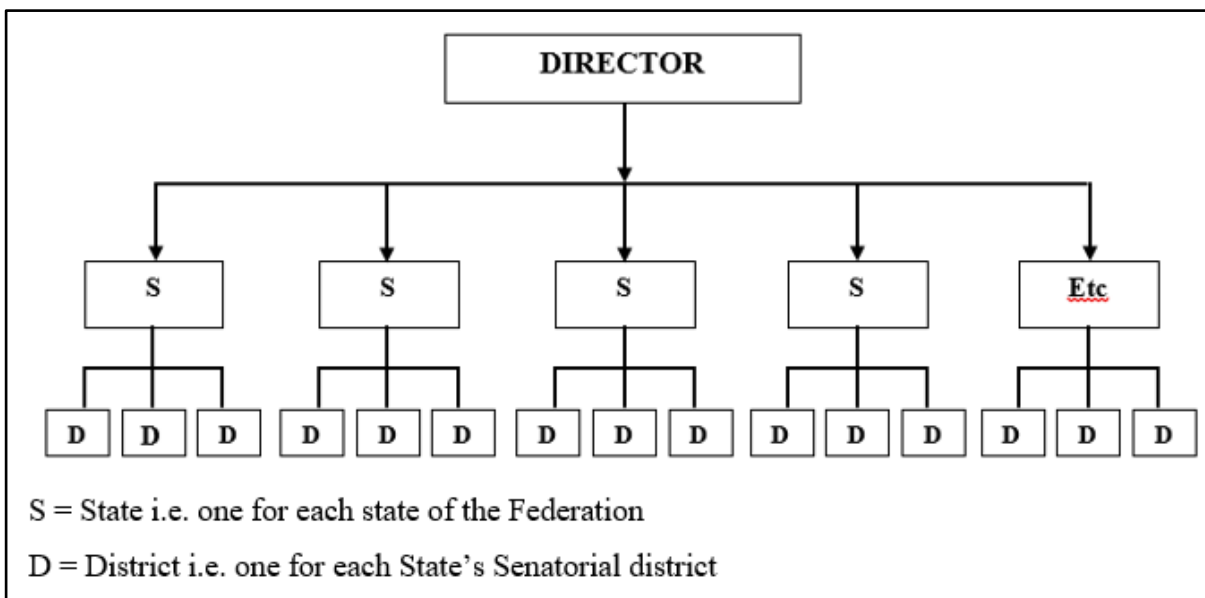 DIRECTOR
S S S S Etc
D D D D D D D D D D D D D D D
S = State i.e. one for each state of the Federation
D = District i.e. one for each State’s Senatorial district